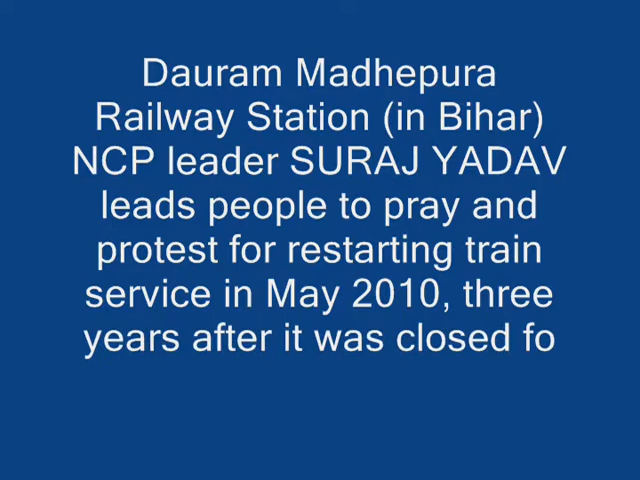 Dauram Madhepura
Railway Station (in Bihar)
NCP leader SURAJ YADAV
leads people to pray and
protest for restarting train
service in May 2010, three
years after it was closed fo